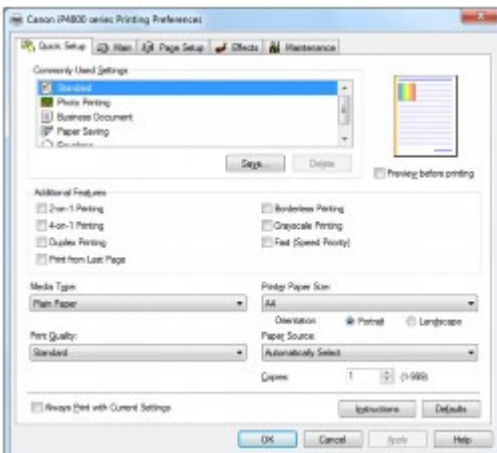 Canon iP4800 series Printing Preferences
Quick Setup Main Page Setup Effects Maintenance
Commonly Used Settings
Standard
Photo Printing
Business Document
Paper Saving
Envelope
Save... Delete
Preview before printing
Additional Features
2-on-1 Printing Borderless Printing
4-on-1 Printing Grayscale Printing
Duplex Printing Fast (Speed Priority)
Print from Last Page
Media Type: Printer Paper Size:
Plain Paper A4
Orientation: Portrait Landscape
Print Quality: Paper Source:
Standard Automatically Select
Copies: 1 (1-999)
Always Print with Current Settings Instructions Defaults
OK Cancel Apply Help